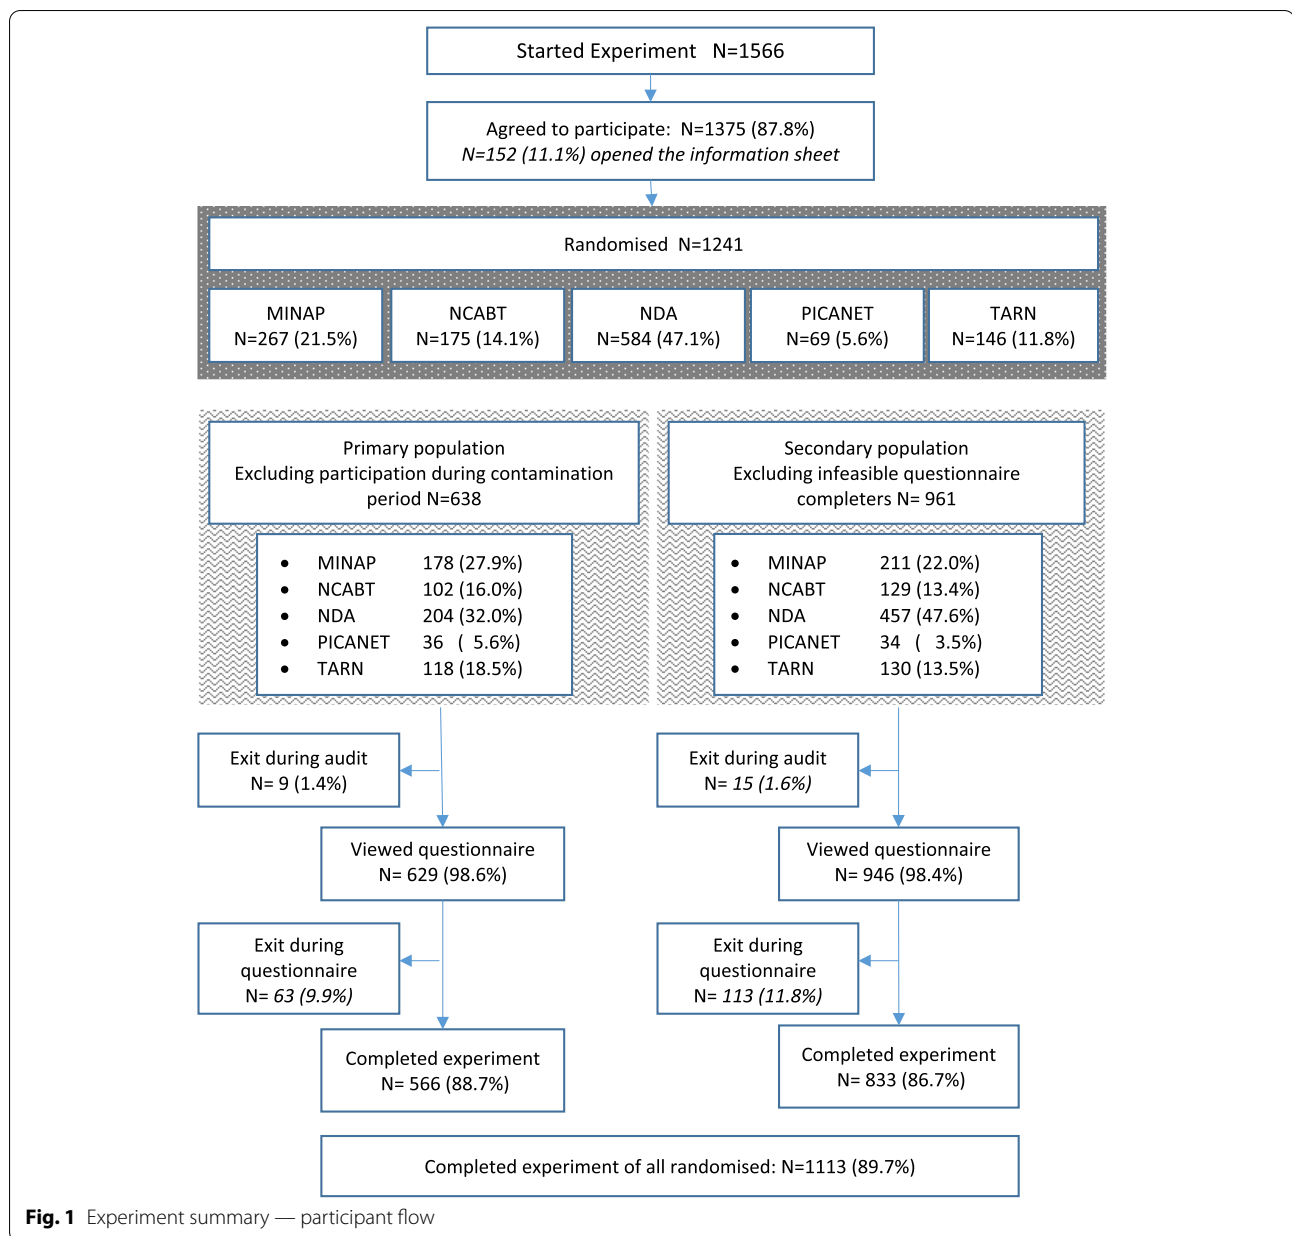 Started Experiment N=1566
Agreed to participate: N=1375 (87.8%)
N=152 (11.1%) opened the information sheet
Randomised N=1241
MINAP
N=267 (21.5%)
NCABT
N=175 (14.1%)
NDA
N=584 (47.1%)
PICANET
N=69 (5.6%)
TARN
N=146 (11.8%)
Primary population
Excluding participation during contamination
period N=638
• MINAP 178 (27.9%)
• NCABT 102 (16.0%)
• NDA 204 (32.0%)
• PICANET 36 ( 5.6%)
• TARN 118 (18.5%)
Secondary population
Excluding infeasible questionnaire
completers N= 961
• MINAP 211 (22.0%)
• NCABT 129 (13.4%)
• NDA 457 (47.6%)
• PICANET 34 ( 3.5%)
• TARN 130 (13.5%)
Exit during audit
N= 9 (1.4%)
Viewed questionnaire
N= 629 (98.6%)
Exit during
questionnaire
N= 63 (9.9%)
Completed experiment
N= 566 (88.7%)
Exit during audit
N= 15 (1.6%)
Viewed questionnaire
N= 946 (98.4%)
Exit during
questionnaire
N= 113 (11.8%)
Completed experiment
N= 833 (86.7%)
Completed experiment of all randomised: N=1113 (89.7%)
Fig. 1 Experiment summary — participant flow